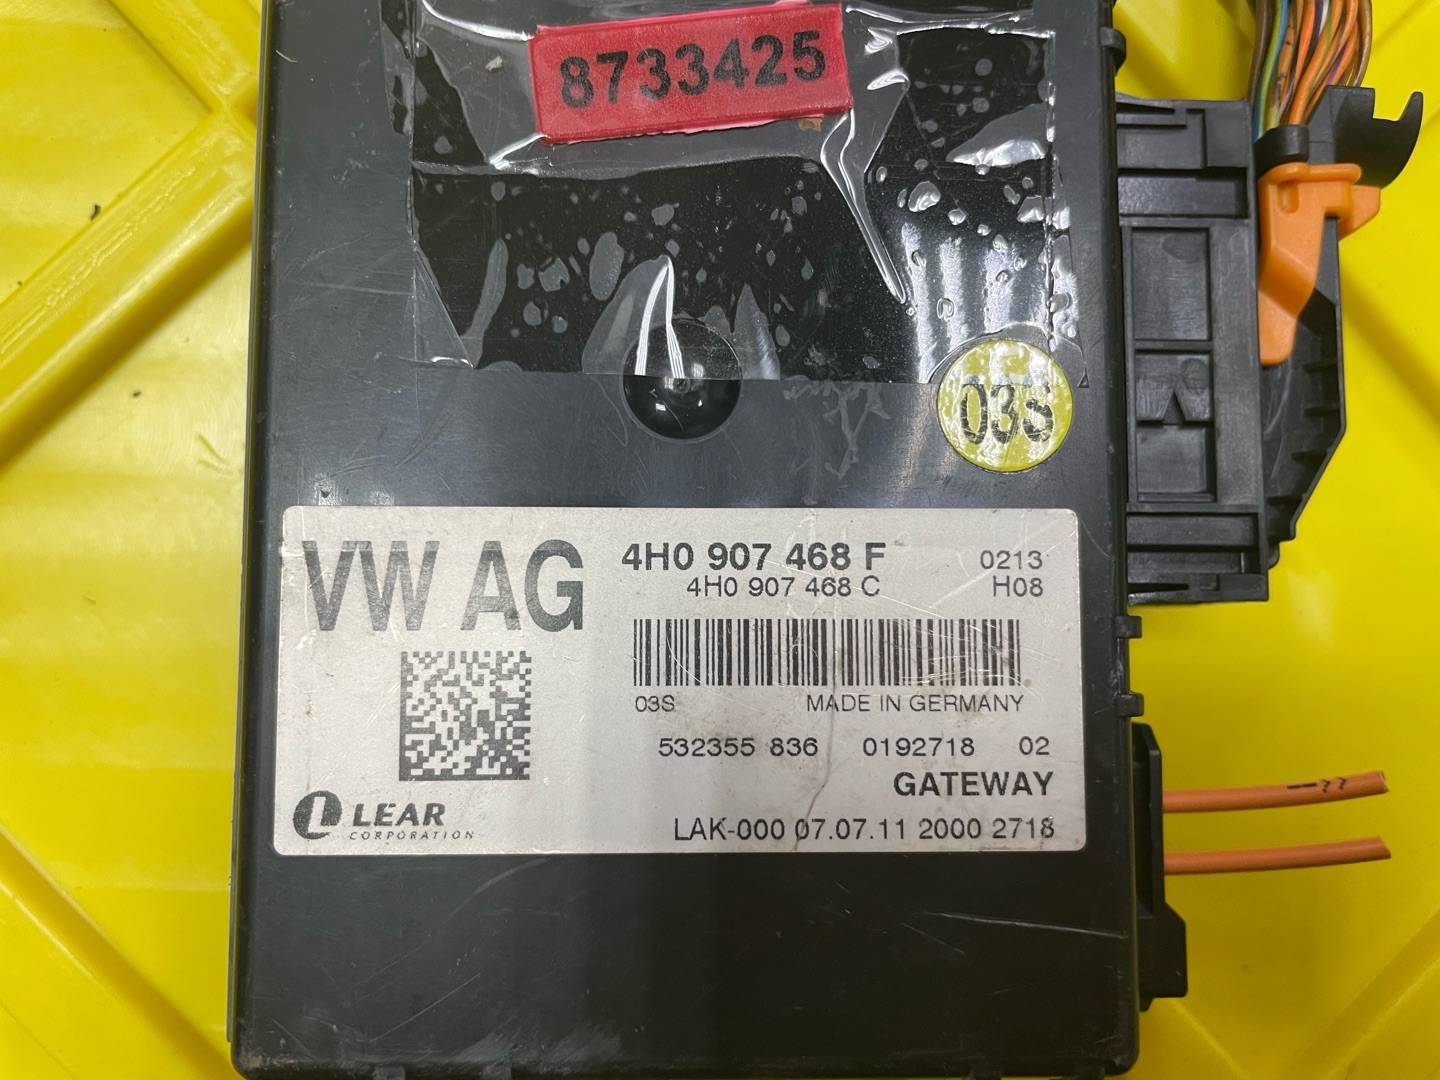 8733425
03S
VW AG
4H0 907 468 F 0213
4H0 907 468 C H08
03S MADE IN GERMANY
532355 836 0192718 02
GATEWAY
LEAR
CORPORATION
LAK-000 07.07.11 2000 2718